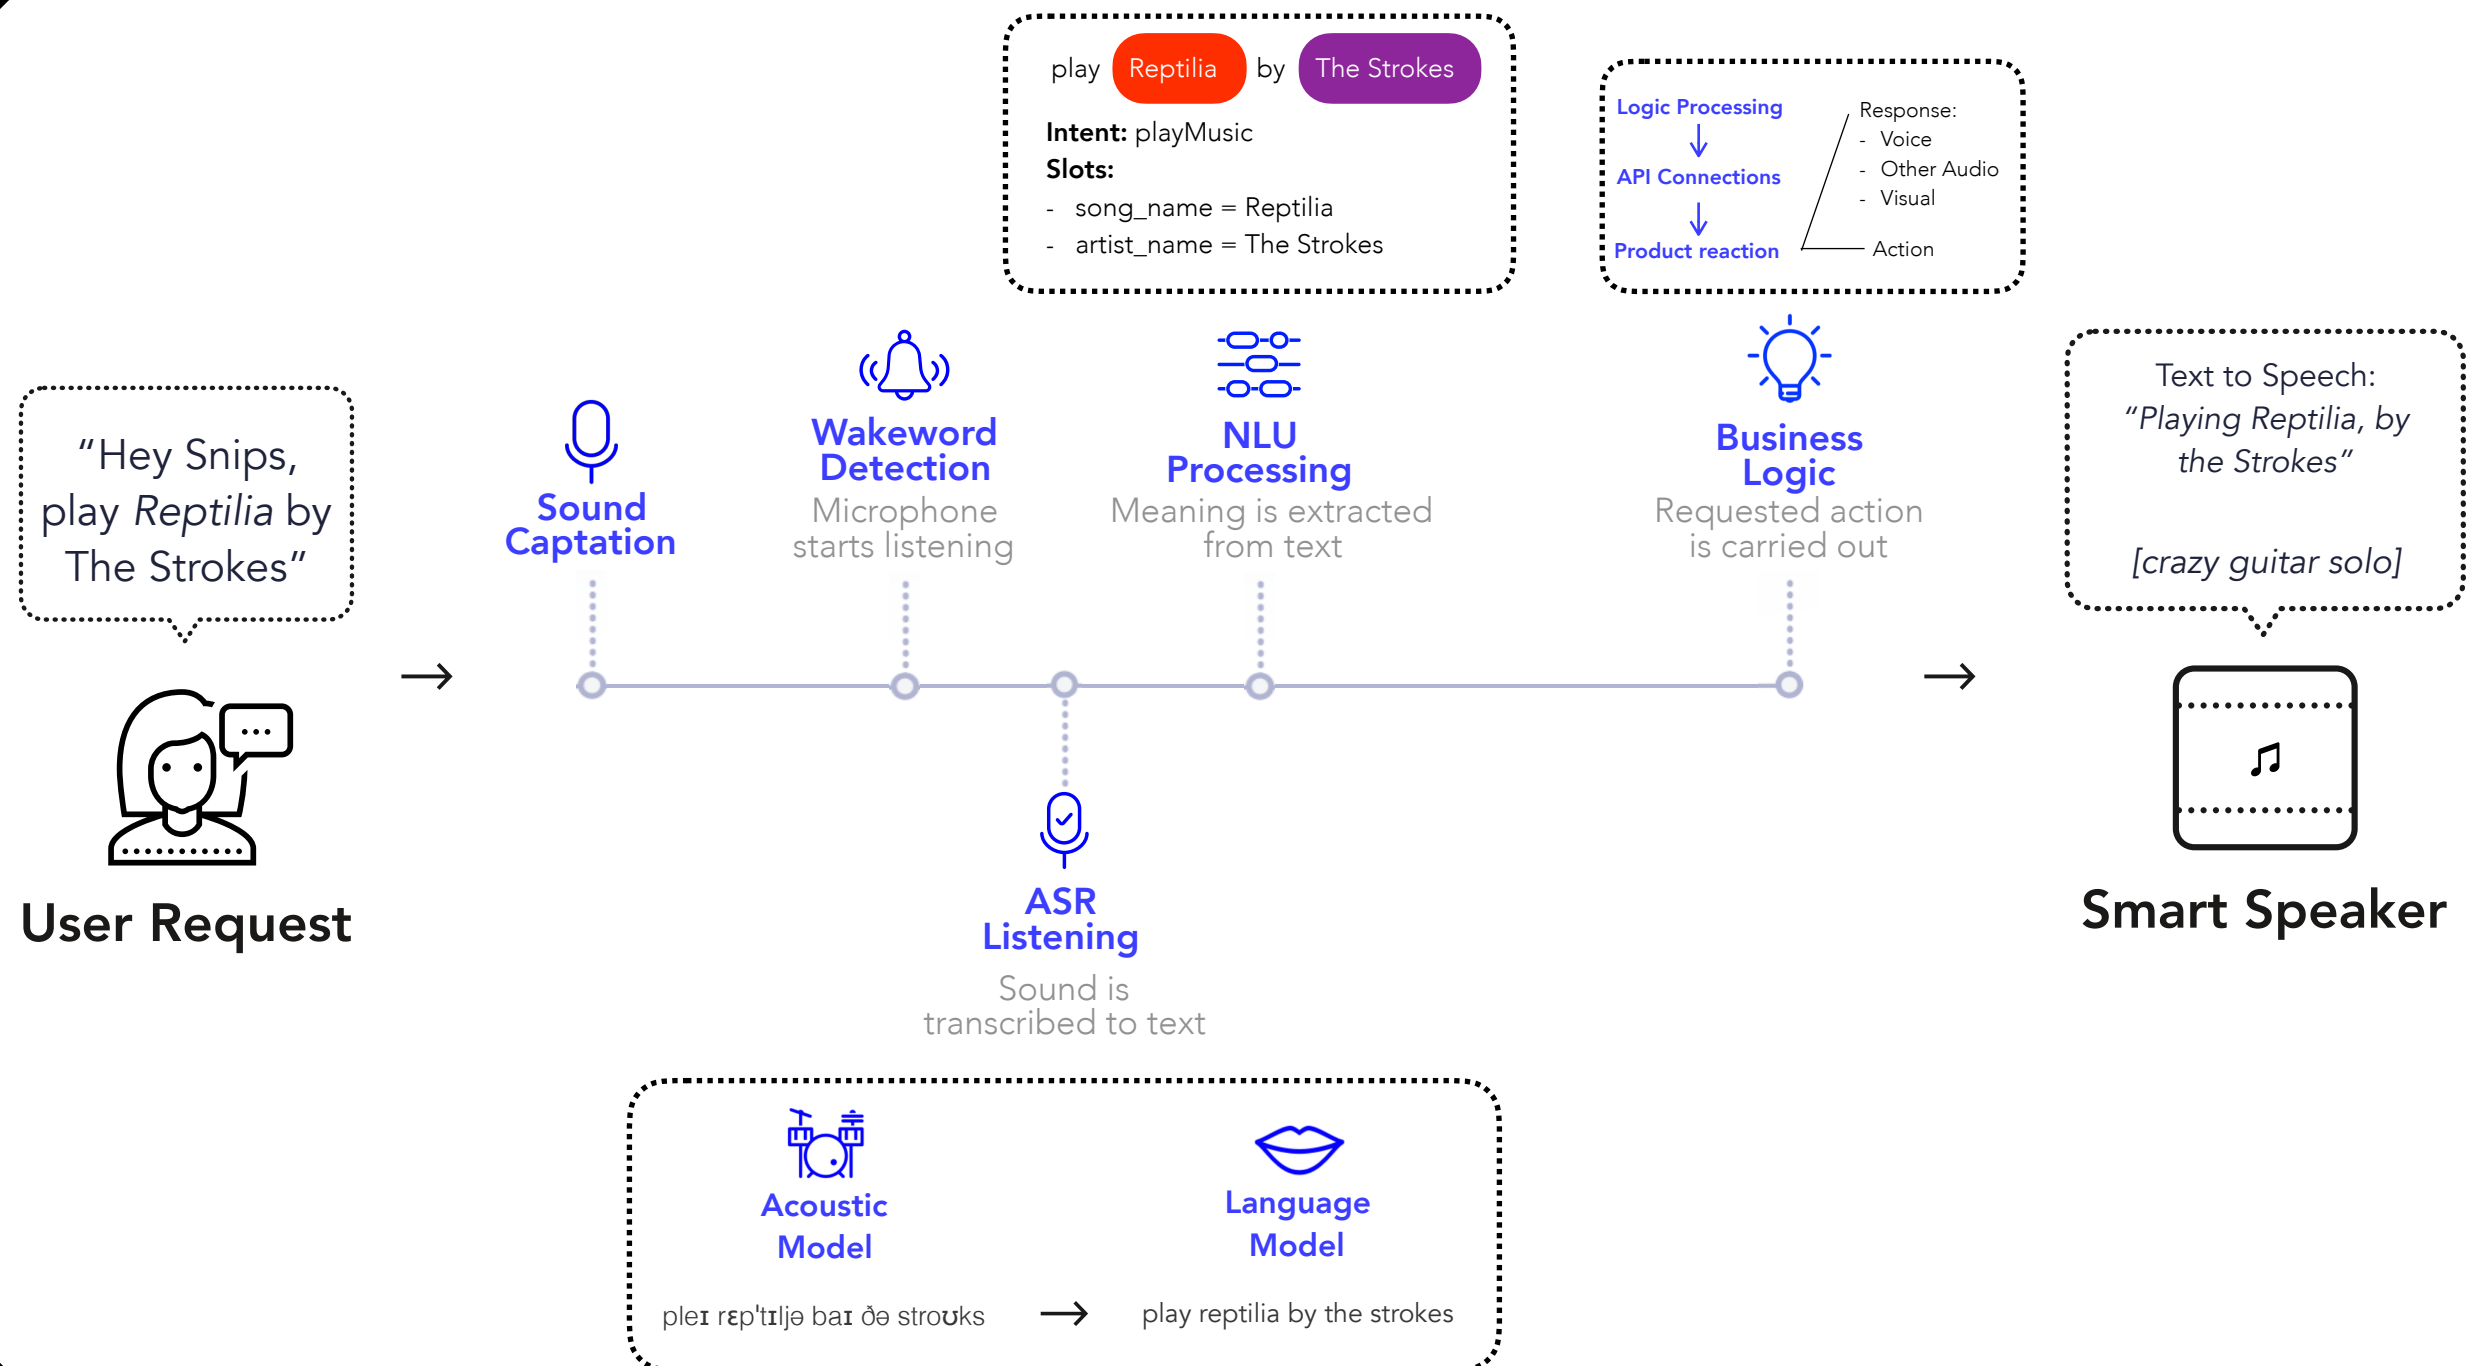 “Hey Snips,
play Reptilia by
The Strokes”
User Request
Sound
Captation
Wakeword
Detection
Microphone
starts listening
ASR
Listening
Sound is
transcribed to text
Acoustic
Model
pleɪ rɛp'tɪljə baɪ ðə stroʊks
Language
Model
play reptilia by the strokes
play Reptilia by The Strokes
Intent: playMusic
Slots:
- song_name = Reptilia
- artist_name = The Strokes
NLU
Processing
Meaning is extracted
from text
Logic Processing
API Connections
Product reaction
Response:
- Voice
- Other Audio
- Visual
Action
Business
Logic
Requested action
is carried out
Text to Speech:
“Playing Reptilia, by
the Strokes”
[crazy guitar solo]
Smart Speaker